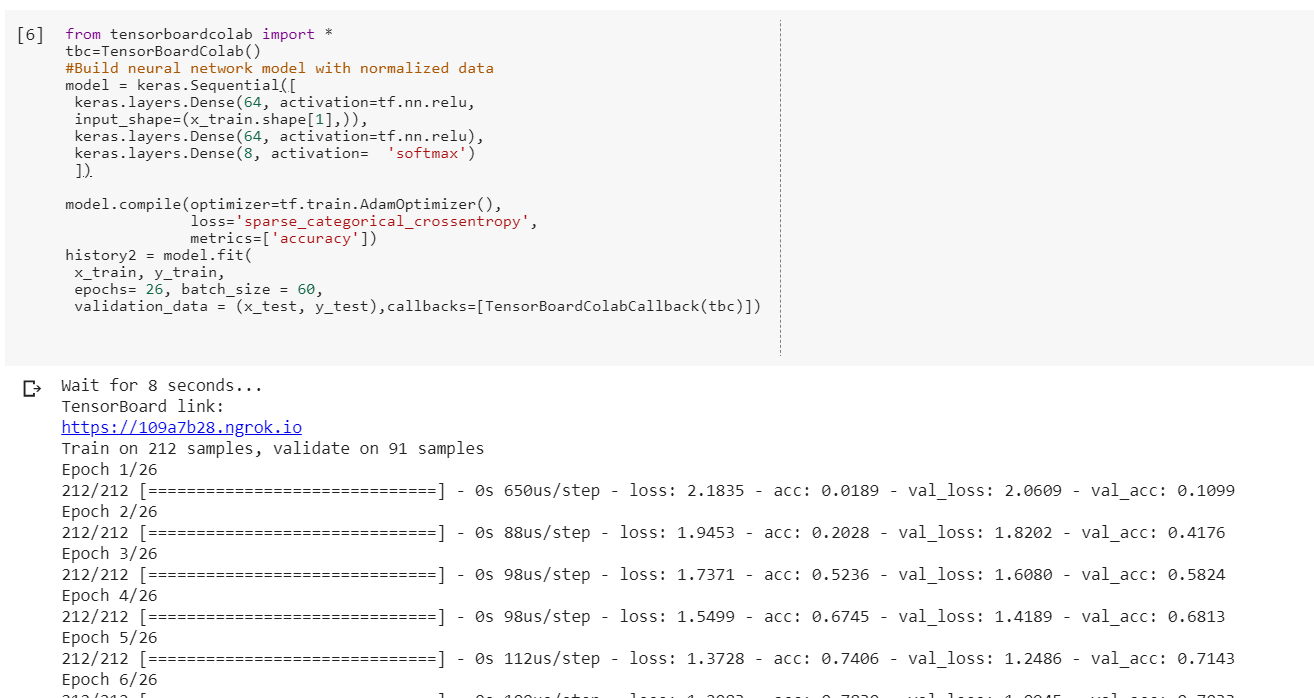 [6] from tensorboardcolab import *
tbc=TensorBoardColab()
#Build neural network model with normalized data
model = keras.Sequential([
keras.layers.Dense(64, activation=tf.nn.relu,
input_shape=(x_train.shape[1],)),
keras.layers.Dense(64, activation=tf.nn.relu),
keras.layers.Dense(8, activation= 'softmax')
])
model.compile(optimizer=tf.train.AdamOptimizer(),
loss='sparse_categorical_crossentropy',
metrics=['accuracy'])
history2 = model.fit(
x_train, y_train,
epochs= 26, batch_size = 60,
validation_data = (x_test, y_test),callbacks=[TensorBoardColabCallback(tbc)])
Wait for 8 seconds...
TensorBoard link:
https://109a7b28.ngrok.io
Train on 212 samples, validate on 91 samples
Epoch 1/26
212/212 [==============================] - 0s 650us/step - loss: 2.1835 - acc: 0.0189 - val_loss: 2.0609 - val_acc: 0.1099
Epoch 2/26
212/212 [==============================] - 0s 88us/step - loss: 1.9453 - acc: 0.2028 - val_loss: 1.8202 - val_acc: 0.4176
Epoch 3/26
212/212 [==============================] - 0s 98us/step - loss: 1.7371 - acc: 0.5236 - val_loss: 1.6080 - val_acc: 0.5824
Epoch 4/26
212/212 [==============================] - 0s 98us/step - loss: 1.5499 - acc: 0.6745 - val_loss: 1.4189 - val_acc: 0.6813
Epoch 5/26
212/212 [==============================] - 0s 112us/step - loss: 1.3728 - acc: 0.7406 - val_loss: 1.2486 - val_acc: 0.7143
Epoch 6/26